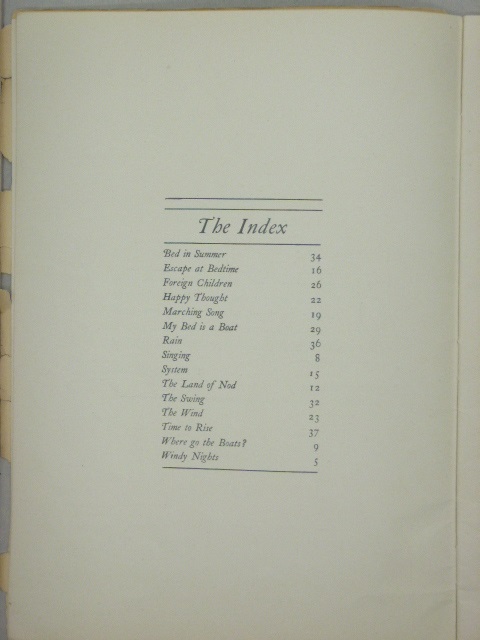 The Index
Bed in Summer 34
Escape at Bedtime 16
Foreign Children 26
Happy Thought 22
Marching Song 19
My Bed is a Boat 29
Rain 36
Singing 8
System 15
The Land of Nod 12
The Swing 32
The Wind 23
Time to Rise 37
Where go the Boats? 9
Windy Nights 5